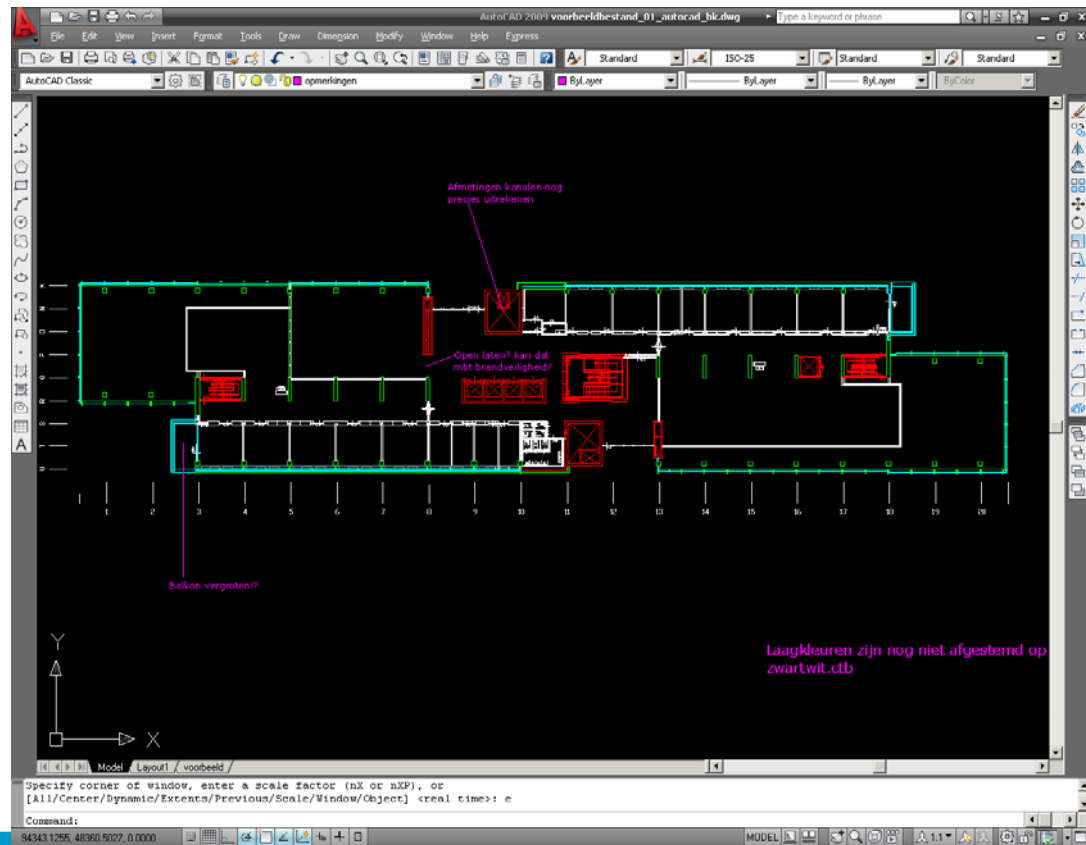 AutoCAD 2009 voorbeeldbestand_01_autocad_bk.dwg
Type a keyword or phrase
File Edit View Insert Format Tools Draw Dimension Modify Window Help Express
Standard ISO-25 Standard Standard
AutoCAD Classic opmerkingen ByLayer ByLayer ByLayer ByColor
Afmetingen kanalen nog
precies uitrekenen
Open laten? kan dat
mbt brandveiligheid?
1 2 3 4 5 6 7 8 9 10 11 12 13 14 15 16 17 18 19 20
Balkon vergroten!?
Laagkleuren zijn nog niet afgestemd op
zwartwit.ctb
Y
X
Model Layout1 voorbeeld
Specify corner of window, enter a scale factor (nX or nXP), or
[All/Center/Dynamic/Extents/Previous/Scale/Window/Object] <real time>: e
Command:
94343.1255, 48360.5027, 0.0000 MODEL 1:1